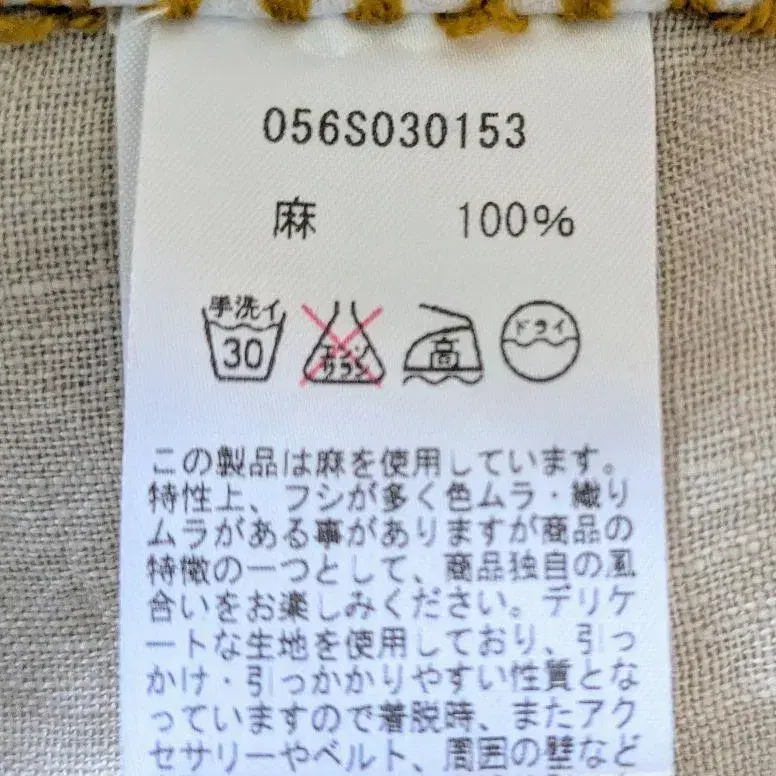 056S030153
麻 100%
手洗イ
30
エンソ
サラシ
高
ドライ
この製品は麻を使用しています。
特性上、フシが多く色ムラ・織り
ムラがある事がありますが商品の
特徴の一つとして、商品独自の風
合いをお楽しみください。デリケ
ートな生地を使用しており、引っ
かけ・引っかかりやすい性質とな
っていますので着脱時、またアク
セサリーやベルト、周囲の壁など